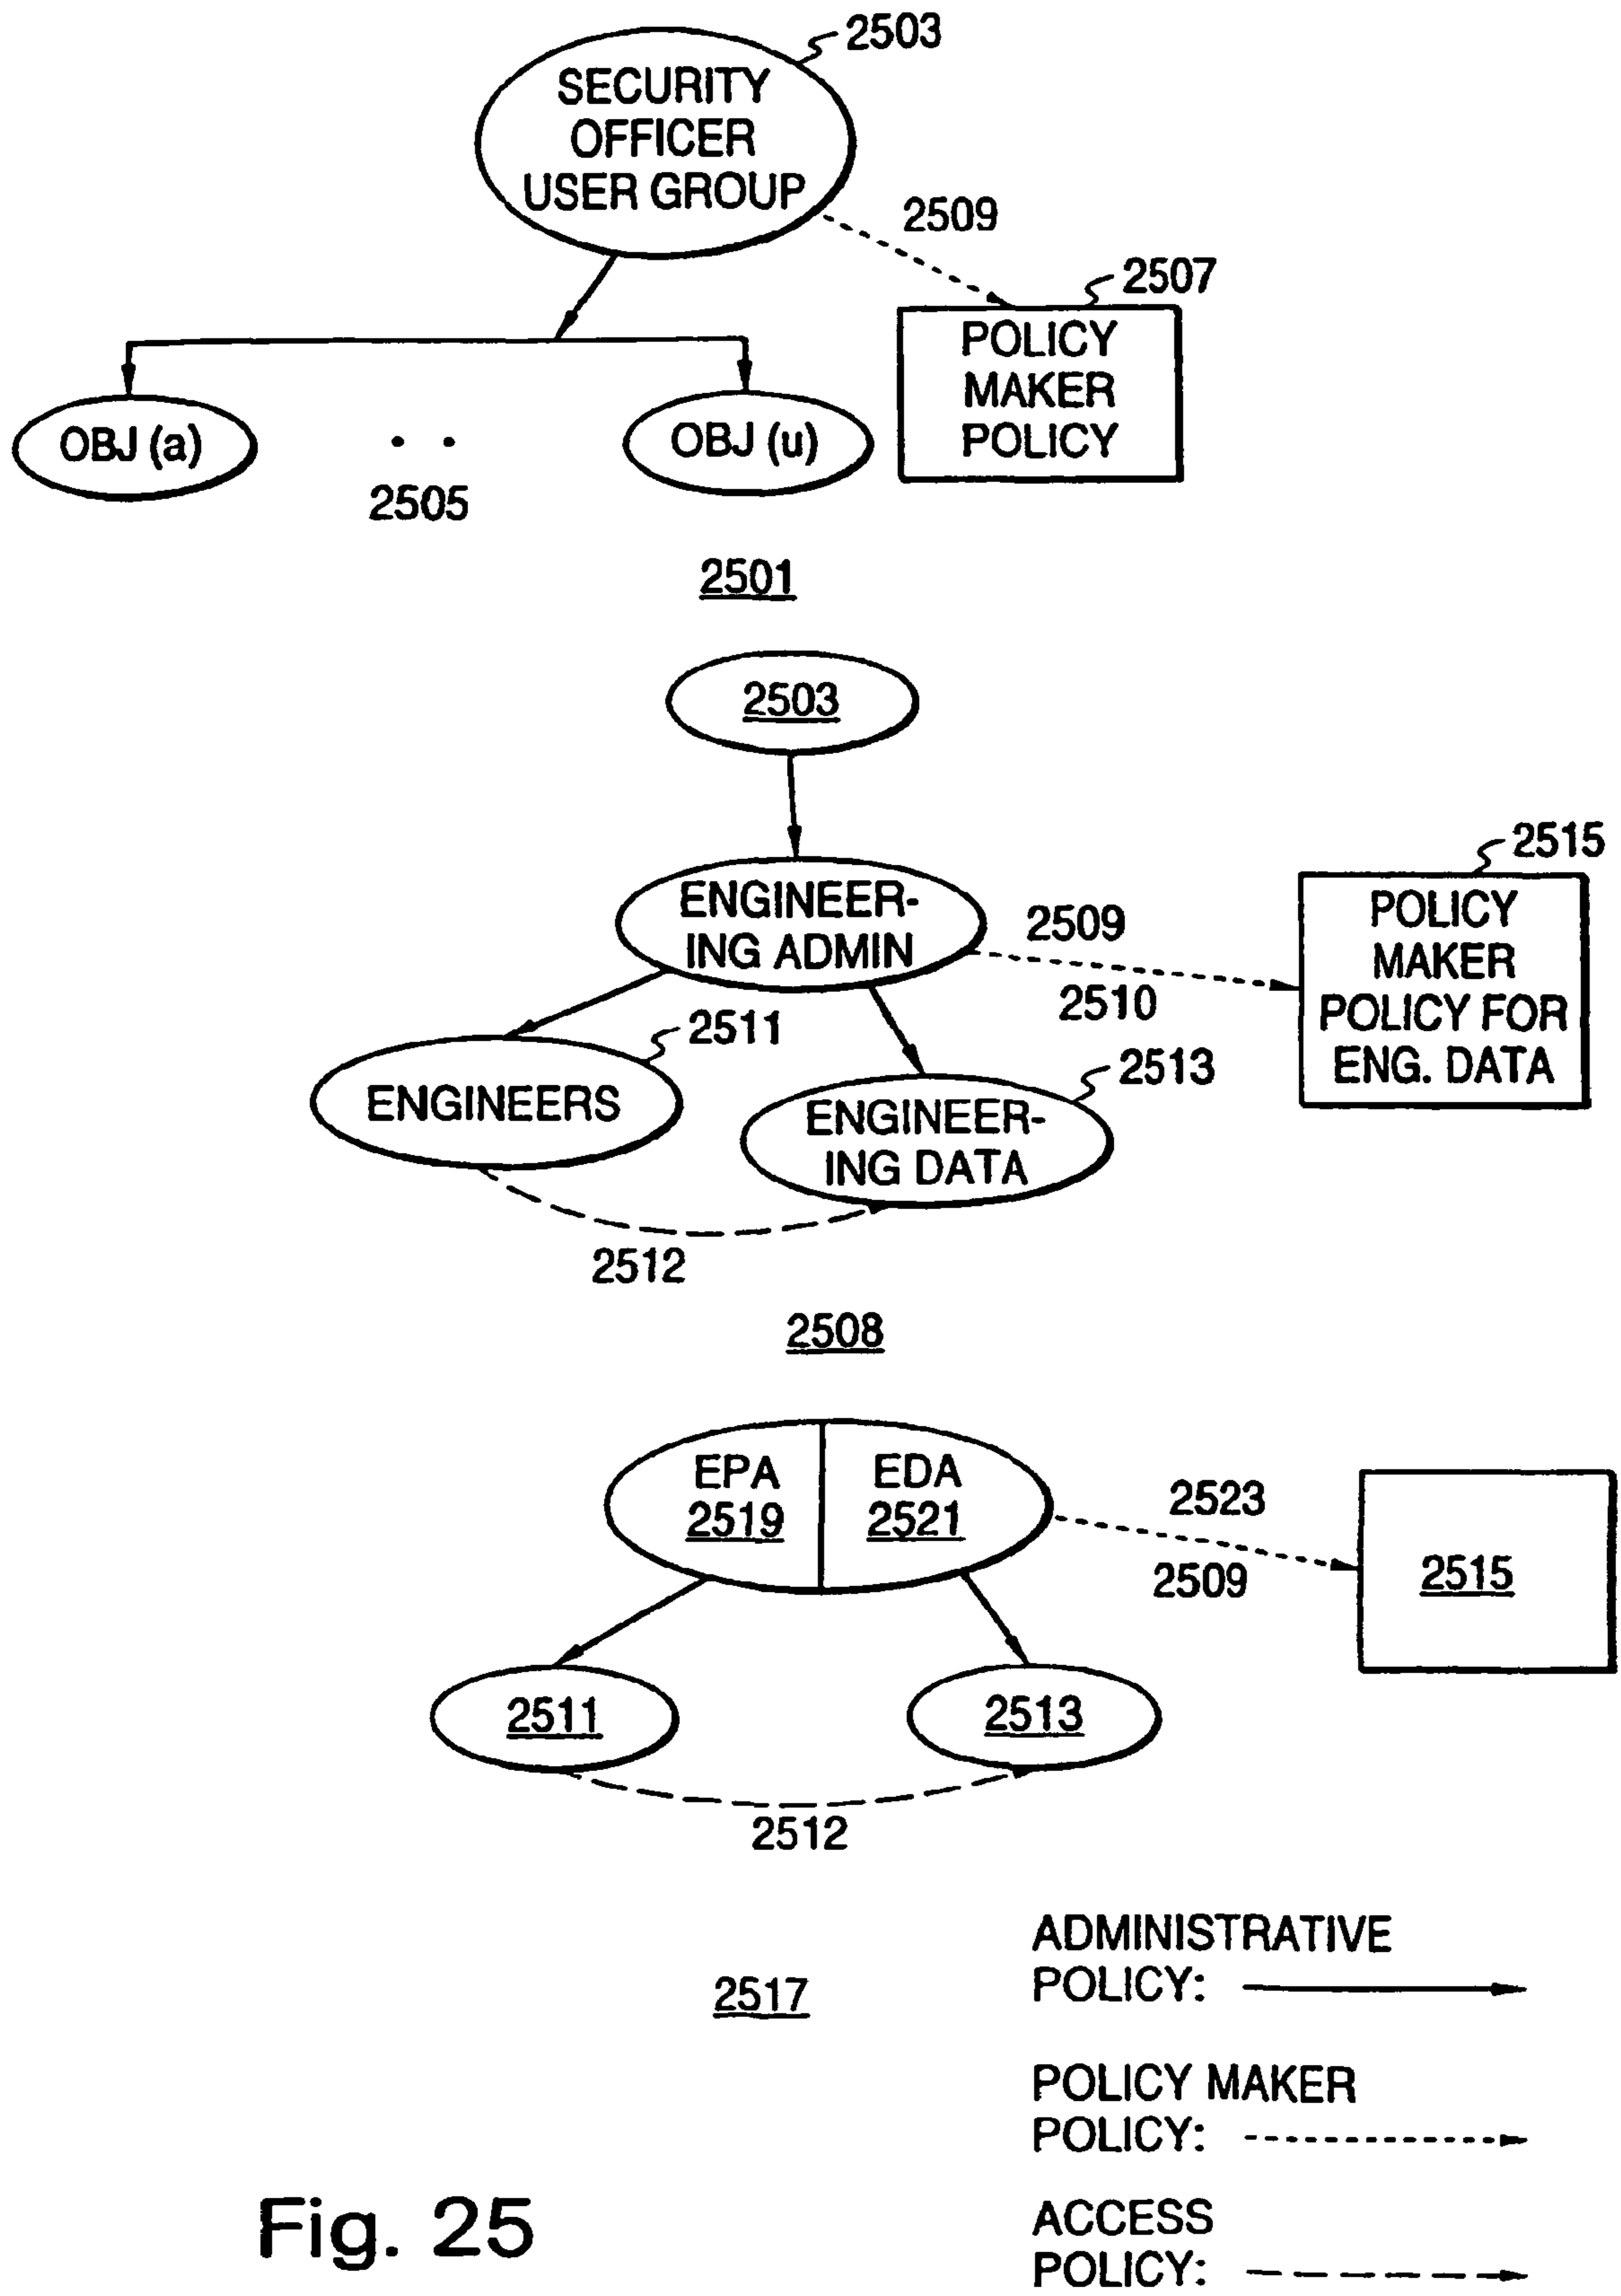 2503
SECURITY
OFFICER
USER GROUP
2509
2507
POLICY
MAKER
POLICY
OBJ (a)
. .
OBJ (u)
2505
2501
2503
2515
ENGINEER-
ING ADMIN
2509
2510
POLICY
MAKER
POLICY FOR
ENG. DATA
2511
2513
ENGINEERS
ENGINEER-
ING DATA
2512
2508
EPA
2519
EDA
2521
2523
2509
2515
2511
2513
2512
2517
ADMINISTRATIVE
POLICY:
POLICY MAKER
POLICY:
ACCESS
POLICY:
Fig. 25